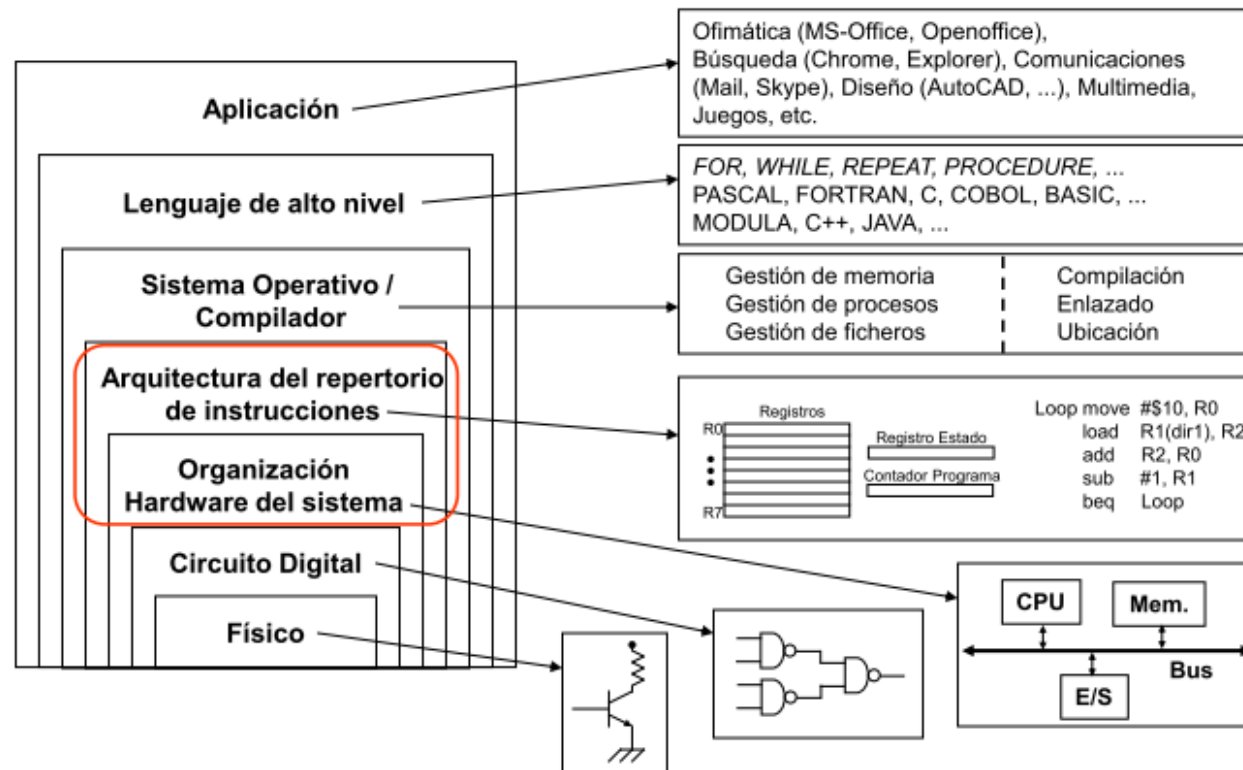 Aplicación
Lenguaje de alto nivel
Sistema Operativo /
Compilador
Arquitectura del repertorio
de instrucciones
Organización
Hardware del sistema
Circuito Digital
Físico
Ofimática (MS-Office, Openoffice),
Búsqueda (Chrome, Explorer), Comunicaciones
(Mail, Skype), Diseño (AutoCAD, ...), Multimedia,
Juegos, etc.
FOR, WHILE, REPEAT, PROCEDURE, ...
PASCAL, FORTRAN, C, COBOL, BASIC, ...
MODULA, C++, JAVA, ...
Gestión de memoria
Gestión de procesos
Gestión de ficheros
Compilación
Enlazado
Ubicación
Registros
R0
R7
Registro Estado
Contador Programa
Loop move #$10, R0
load R1(dir1), R2
add R2, R0
sub #1, R1
beq Loop
CPU
Mem.
Bus
E/S